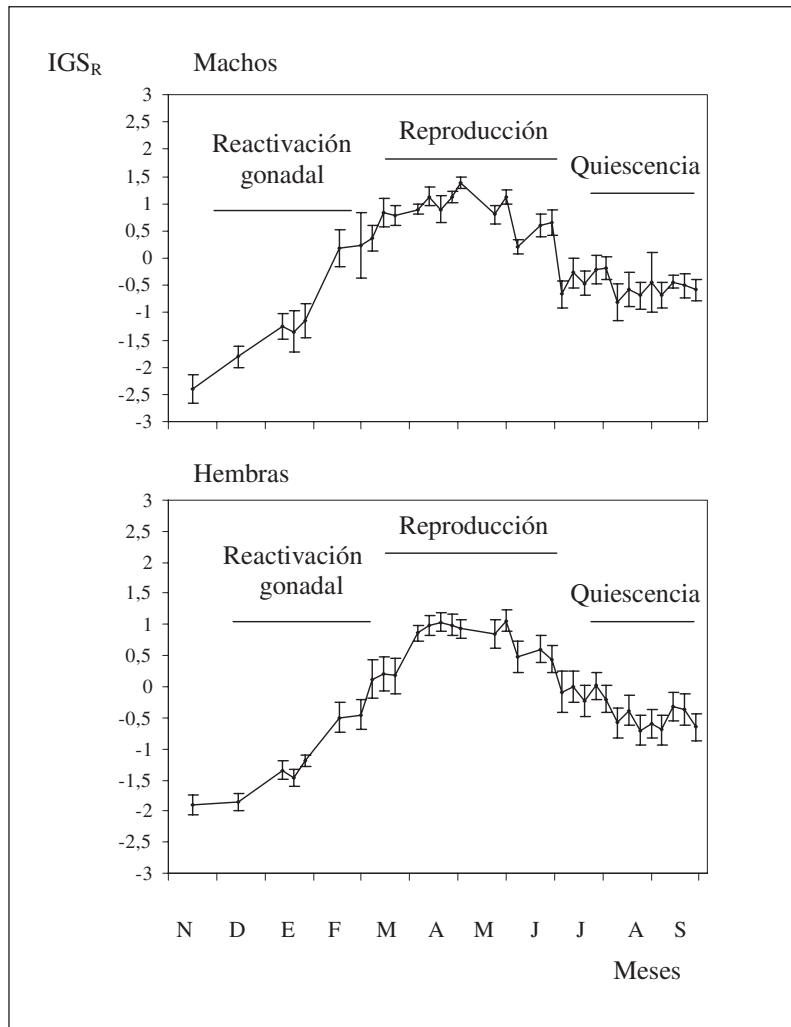 IGSR Machos
3
2,5
2
1,5
1
0,5
0
-0,5
-1
-1,5
-2
-2,5
-3
Reactivación
gonadal
Reproducción
Quiescencia
Hembras
3
2,5
2
1,5
1
0,5
0
-0,5
-1
-1,5
-2
-2,5
-3
Reactivación
gonadal
Reproducción
Quiescencia
N D E F M A M J J A S
Meses